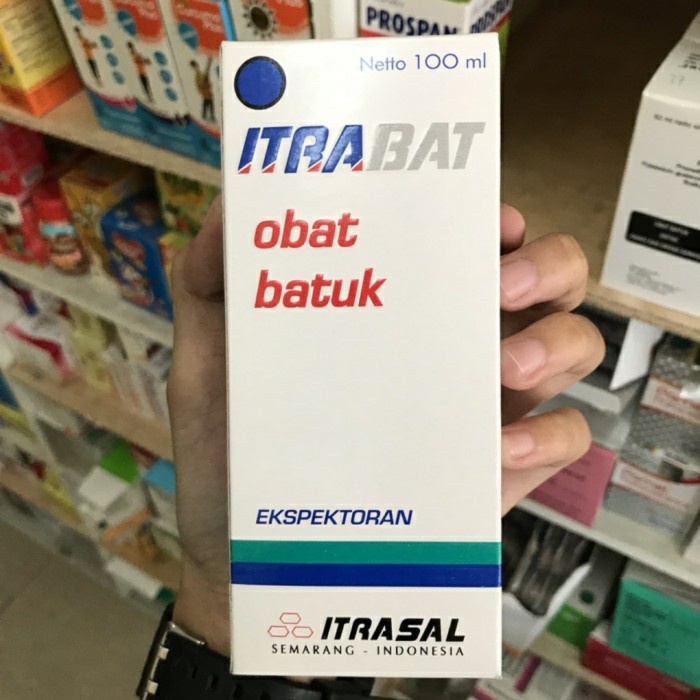 PROSPAN
Netto 100 ml
ITRABAT
obat
batuk
EKSPEKTORAN
ITRASAL
SEMARANG - INDONESIA